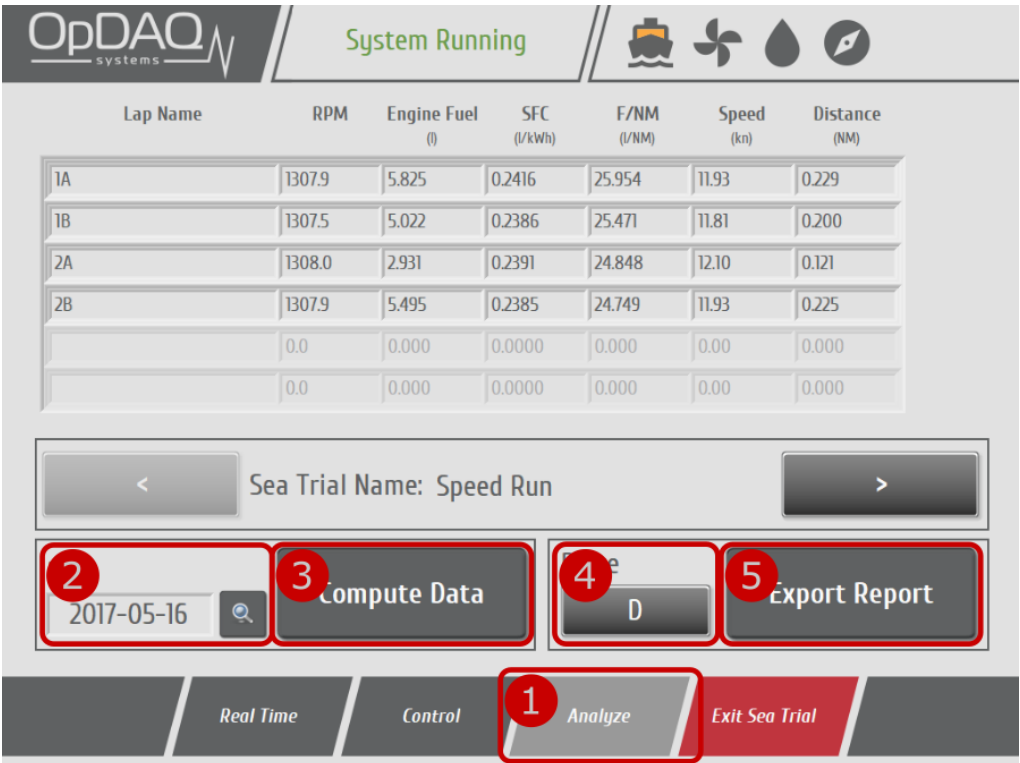 OpDAQ
systems
System Running
Lap Name RPM Engine Fuel SFC F/NM Speed Distance
(l) (l/kWh) (l/NM) (kn) (NM)
1A 1307.9 5.825 0.2416 25.954 11.93 0.229
1B 1307.5 5.022 0.2386 25.471 11.81 0.200
2A 1308.0 2.931 0.2391 24.848 12.10 0.121
2B 1307.9 5.495 0.2385 24.749 11.93 0.225
0.0 0.000 0.0000 0.000 0.00 0.000
0.0 0.000 0.0000 0.000 0.00 0.000
< Sea Trial Name: Speed Run >
2 3 Compute Data 4 5 Export Report
2017-05-16 D
Real Time Control 1 Analyze Exit Sea Trial